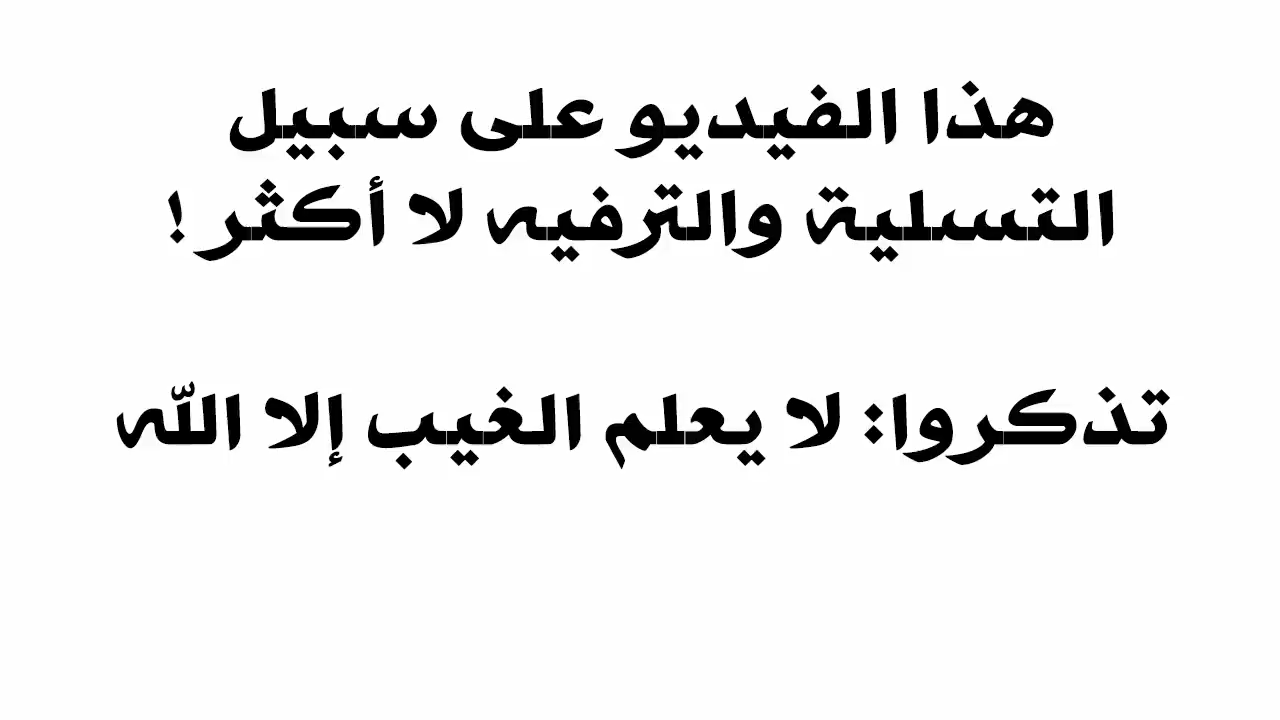 هذا الفيديو على سبيل
التسلية والترفيه لا أكثر !
تذكروا: لا يعلم الغيب إلا الله